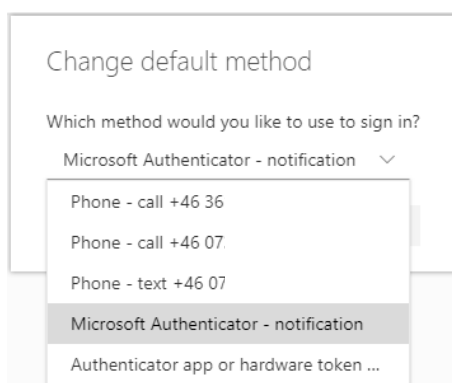 Change default method
Which method would you like to use to sign in?
Microsoft Authenticator - notification
Phone - call +46 36
Phone - call +46 07
Phone - text +46 07
Microsoft Authenticator - notification
Authenticator app or hardware token ...